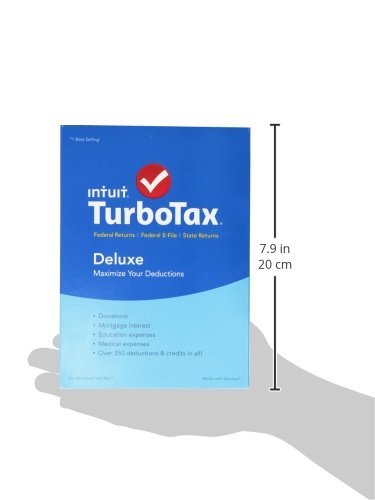 #1 Best Selling¹
intuit.
TurboTax®
Federal Returns | Federal E-File | State Returns
Deluxe
Maximize Your Deductions
• Donations
• Mortgage interest
• Education expenses
• Medical expenses
• Over 350 deductions & credits in all!
For Windows® and Mac®
Works with Quicken®
7.9 in
20 cm